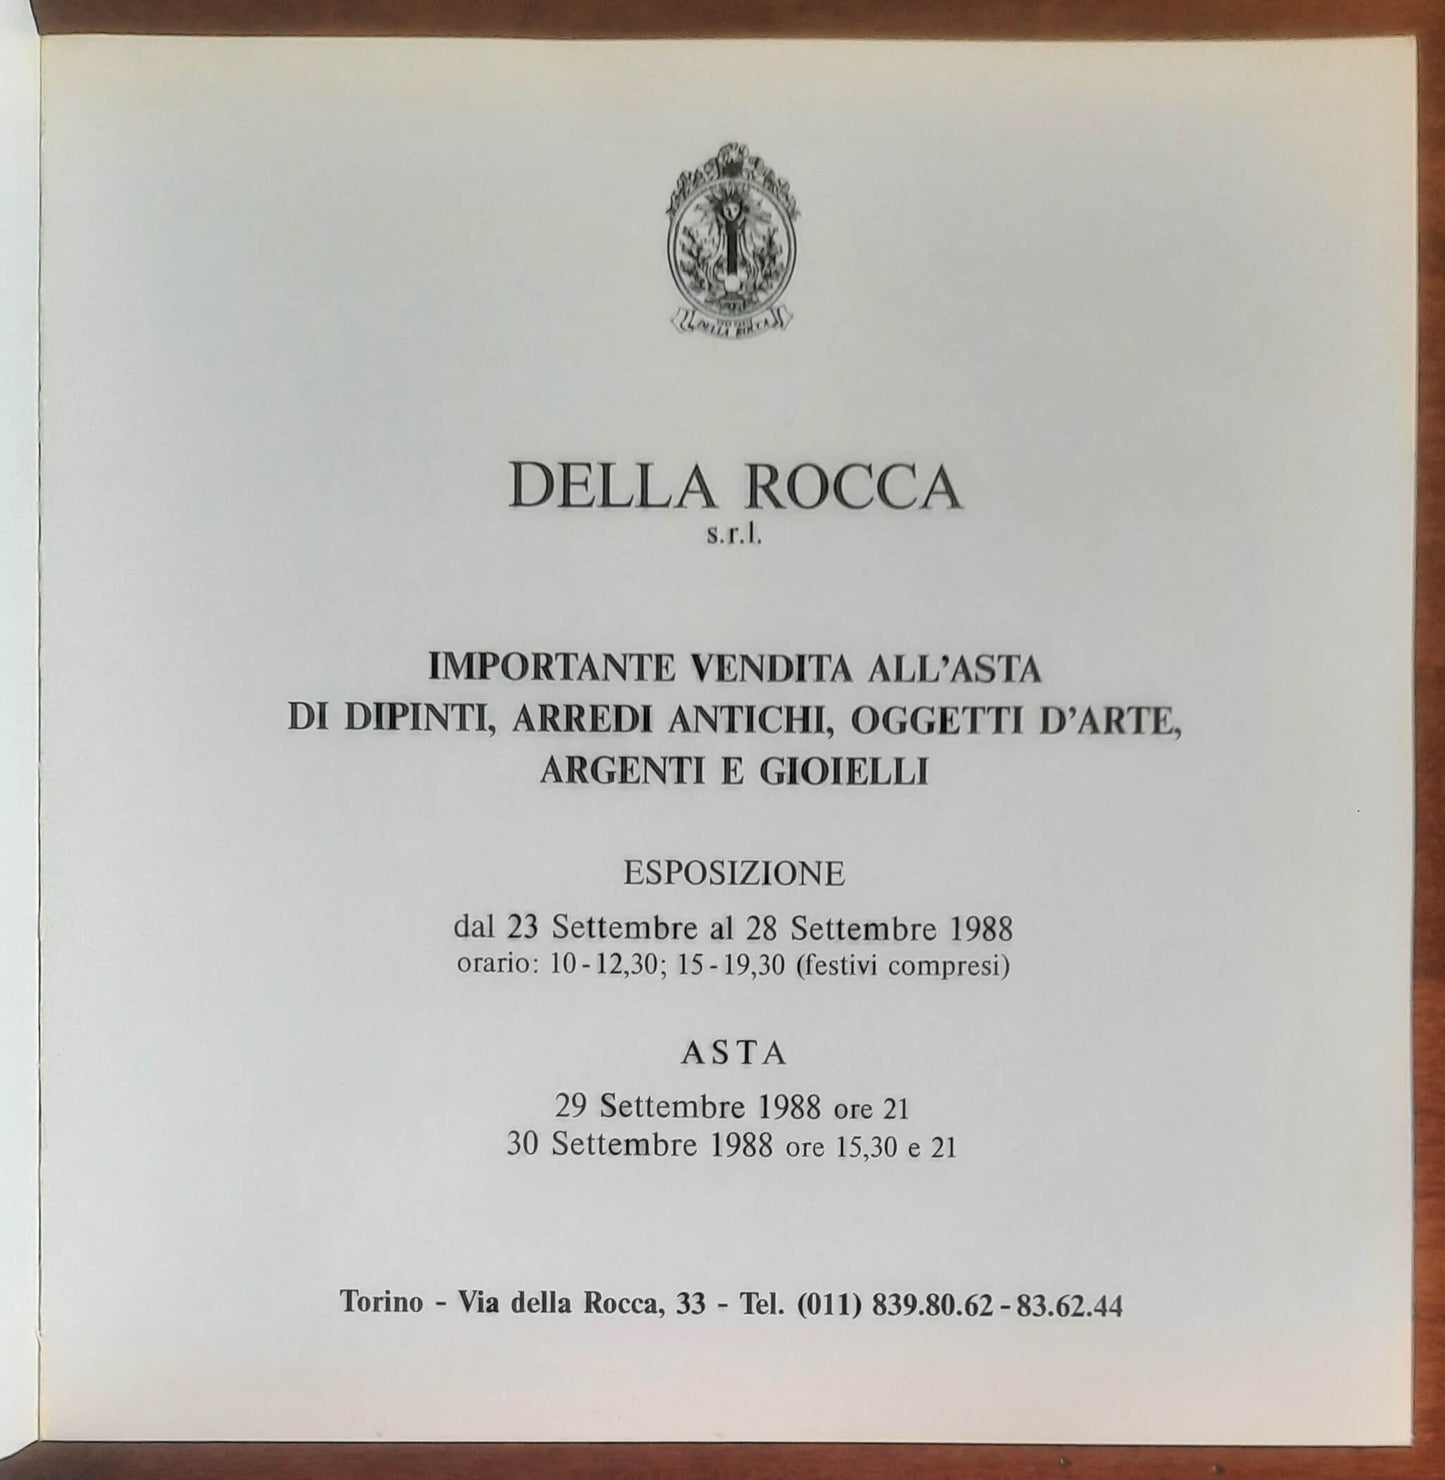 DELLA ROCCA
DELLA ROCCA
s.r.l.
IMPORTANTE VENDITA ALL'ASTA
DI DIPINTI, ARREDI ANTICHI, OGGETTI D'ARTE,
ARGENTI E GIOIELLI
ESPOSIZIONE
dal 23 Settembre al 28 Settembre 1988
orario: 10-12,30; 15-19,30 (festivi compresi)
ASTA
29 Settembre 1988 ore 21
30 Settembre 1988 ore 15,30 e 21
Torino - Via della Rocca, 33 - Tel. (011) 839.80.62-83.62.44